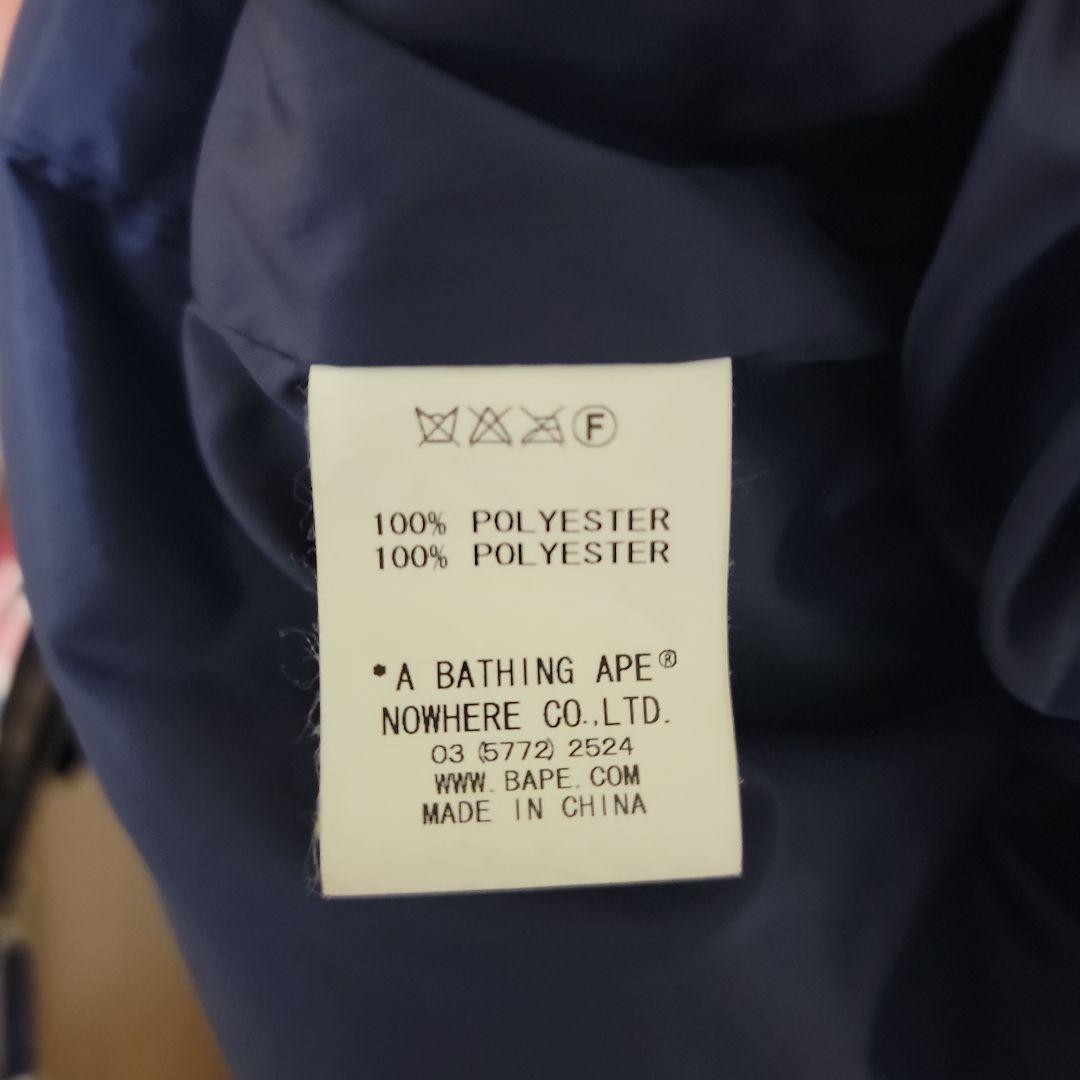 F
100% POLYESTER
100% POLYESTER
*A BATHING APE®
NOWHERE CO.,LTD.
03 (5772) 2524
WWW.BAPE.COM
MADE IN CHINA